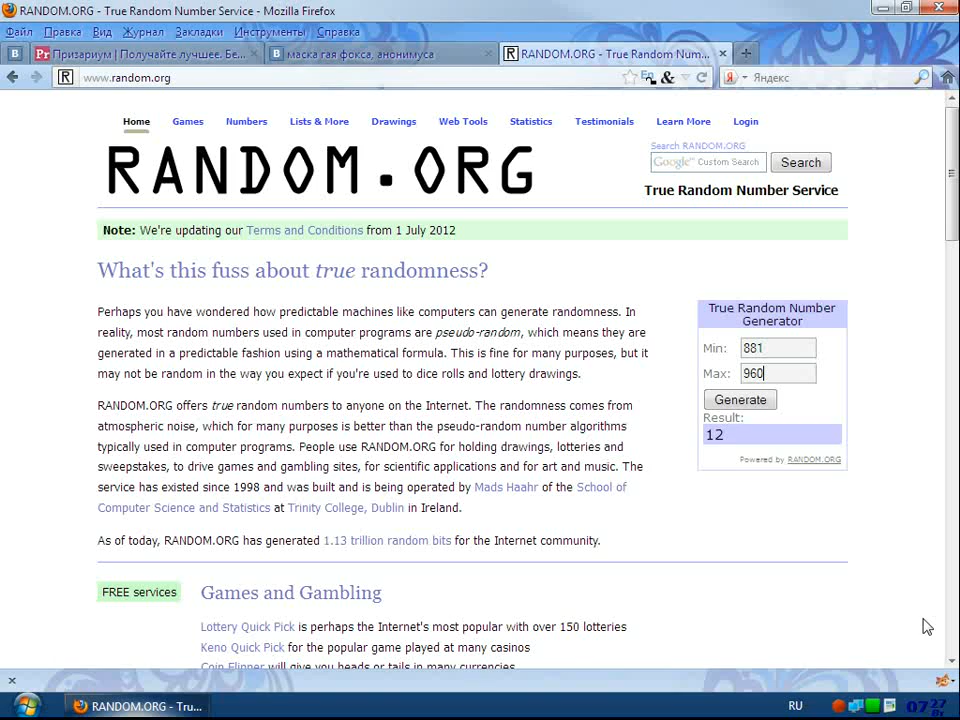 RANDOM.ORG - True Random Number Service - Mozilla Firefox
Файл Правка Вид Журнал Закладки Инструменты Справка
Призариум | Получайте лучшее. Бе...
маска гая фокса, анонимуса
RANDOM.ORG - True Random Num...
www.random.org
Яндекс
Home Games Numbers Lists & More Drawings Web Tools Statistics Testimonials Learn More Login
RANDOM.ORG
Search RANDOM.ORG
Google™ Custom Search Search
True Random Number Service
Note: We're updating our Terms and Conditions from 1 July 2012
What's this fuss about true randomness?
Perhaps you have wondered how predictable machines like computers can generate randomness. In
reality, most random numbers used in computer programs are pseudo-random, which means they are
generated in a predictable fashion using a mathematical formula. This is fine for many purposes, but it
may not be random in the way you expect if you're used to dice rolls and lottery drawings.
RANDOM.ORG offers true random numbers to anyone on the Internet. The randomness comes from
atmospheric noise, which for many purposes is better than the pseudo-random number algorithms
typically used in computer programs. People use RANDOM.ORG for holding drawings, lotteries and
sweepstakes, to drive games and gambling sites, for scientific applications and for art and music. The
service has existed since 1998 and was built and is being operated by Mads Haahr of the School of
Computer Science and Statistics at Trinity College, Dublin in Ireland.
As of today, RANDOM.ORG has generated 1.13 trillion random bits for the Internet community.
True Random Number
Generator
Min: 881
Max: 960
Generate
Result:
12
Powered by RANDOM.ORG
FREE services
Games and Gambling
Lottery Quick Pick is perhaps the Internet's most popular with over 150 lotteries
Keno Quick Pick for the popular game played at many casinos
Coin Flipper will give you heads or tails in many currencies
RANDOM.ORG - Tru...
RU
07:27